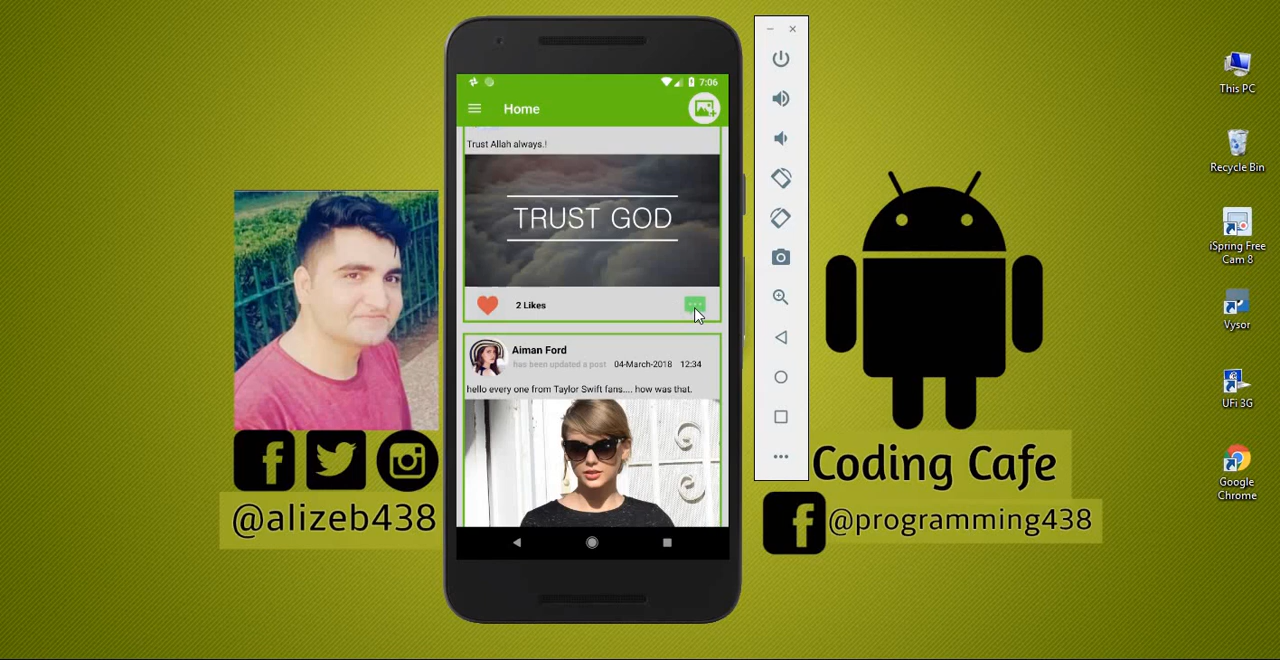 7:06
Home
Trust Allah always.!
TRUST GOD
2 Likes
Aiman Ford
has been updated a post 04-March-2018 12:34
hello every one from Taylor Swift fans.... how was that.
@alizeb438
Coding Cafe
@programming438
This PC
Recycle Bin
iSpring Free
Cam 8
Vysor
UFi 3G
Google
Chrome